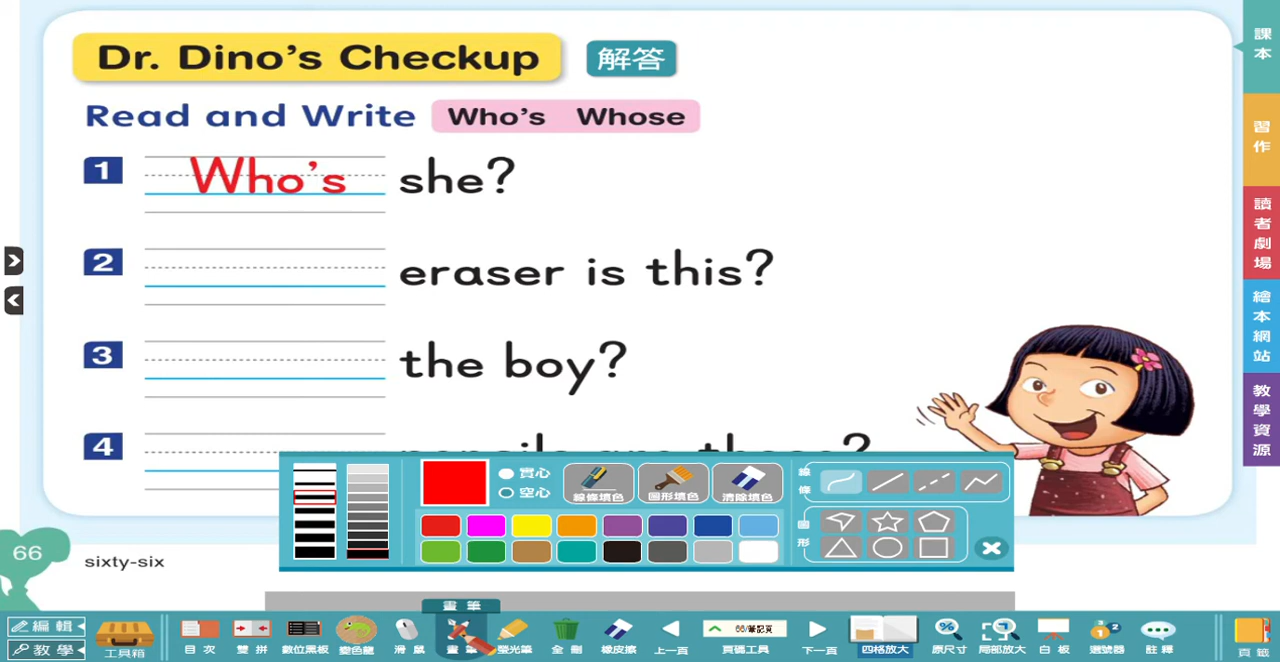 Dr. Dino's Checkup 解答
課本
Read and Write Who's Whose
習作
1 Who's she?
讀者劇場
2 eraser is this?
繪本網站
3 the boy?
教學資源
4 pencils are these?
實心
空心
線條填色 圖形填色 清除填色
線條
圖形
66
sixty-six
畫筆
編輯
教學
工具箱 目次 雙拼 數位黑板 變色龍 滑鼠 畫筆 螢光筆 全刪 橡皮擦 上一頁 66/筆記頁 頁碼工具 下一頁 四格放大 原尺寸 局部放大 白板 選號器 註釋 頁籤